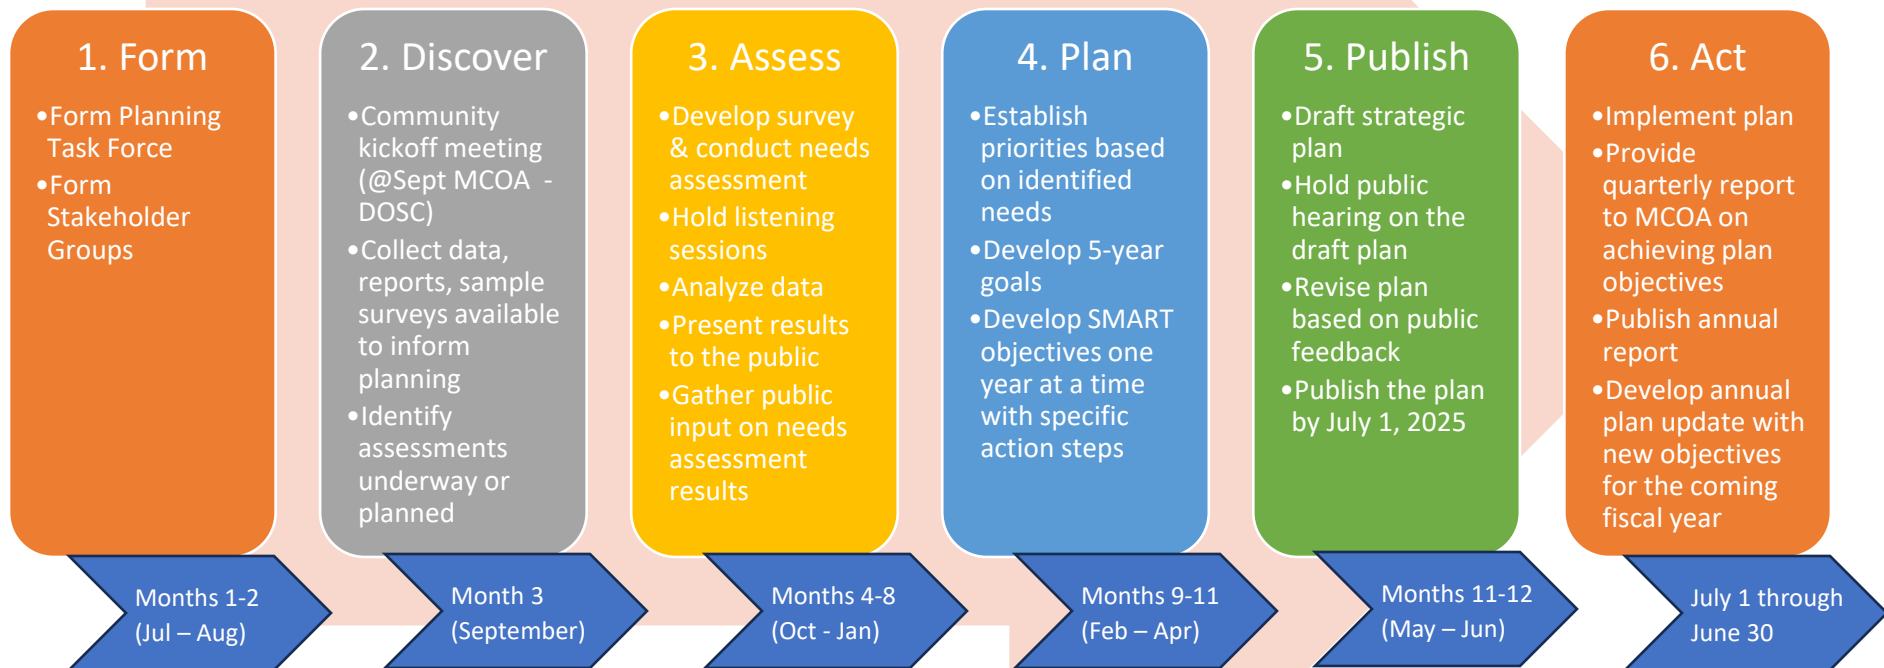 1. Form
•Form Planning
Task Force
•Form
Stakeholder
Groups
Months 1-2
(Jul – Aug)
2. Discover
•Community
kickoff meeting
(@Sept MCOA -
DOSC)
•Collect data,
reports, sample
surveys available
to inform
planning
•Identify
assessments
underway or
planned
Month 3
(September)
3. Assess
•Develop survey
& conduct needs
assessment
•Hold listening
sessions
•Analyze data
•Present results
to the public
•Gather public
input on needs
assessment
results
Months 4-8
(Oct - Jan)
4. Plan
•Establish
priorities based
on identified
needs
•Develop 5-year
goals
•Develop SMART
objectives one
year at a time
with specific
action steps
Months 9-11
(Feb – Apr)
5. Publish
•Draft strategic
plan
•Hold public
hearing on the
draft plan
•Revise plan
based on public
feedback
•Publish the plan
by July 1, 2025
Months 11-12
(May – Jun)
6. Act
•Implement plan
•Provide
quarterly report
to MCOA on
achieving plan
objectives
•Publish annual
report
•Develop annual
plan update with
new objectives
for the coming
fiscal year
July 1 through
June 30